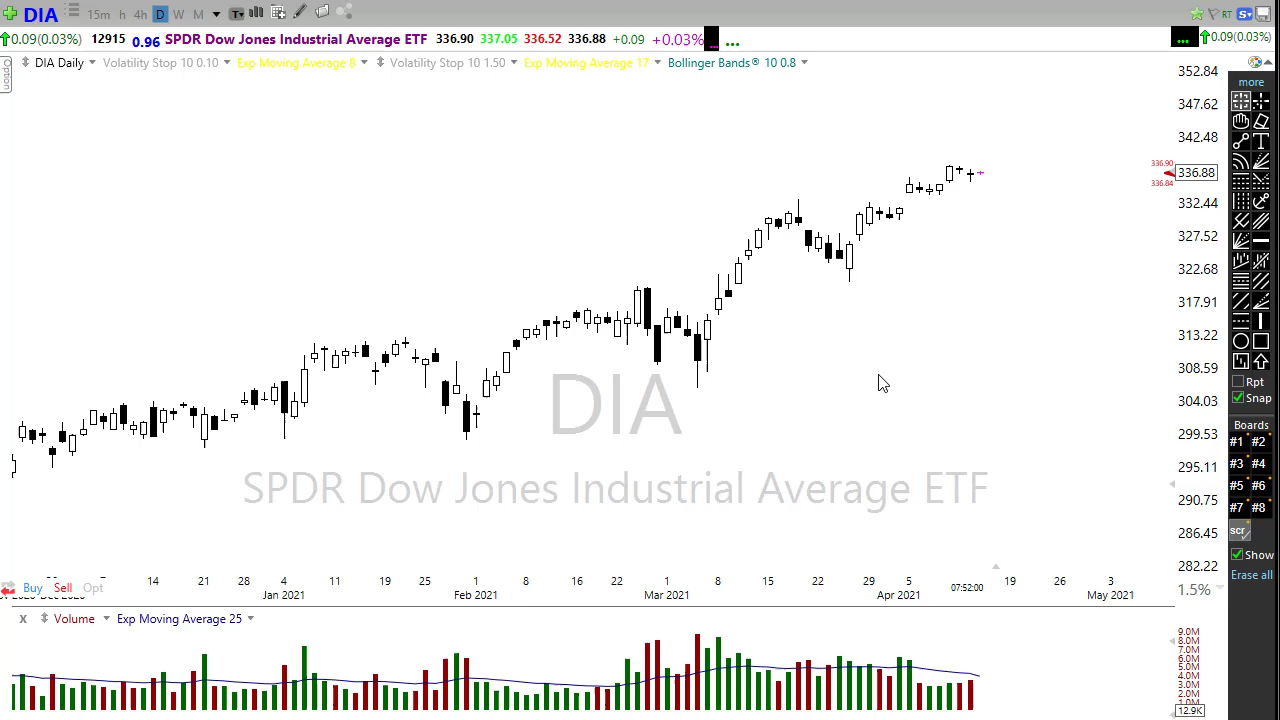 DIA 15m h 4h D W M T RT S
0.09(0.03%) 12915 0.96 SPDR Dow Jones Industrial Average ETF 336.90 337.05 336.52 336.88 +0.09 +0.03% ... ... ... 0.09(0.03%)
Option
DIA Daily Volatility Stop 10 0.10 Exp Moving Average 8 Volatility Stop 10 1.50 Exp Moving Average 17 Bollinger Bands® 10 0.8
352.84
more
347.62
342.48
336.90
336.88
336.84
332.44
327.52
322.68
317.91
313.22
308.59
Rpt
Snap
304.03
DIA
Boards
299.53
#1 #2
295.11
#3 #4
SPDR Dow Jones Industrial Average ETF
#5 #6
290.75
#7 #8
286.45
scr
Show
282.22
Erase all
Buy Sell Opt
14 21 28 4 11 19 25 1 8 16 22 1 8 15 22 29 5 07:52:00 19 26 3
1.5%
Jan 2021 Feb 2021 Mar 2021 Apr 2021 May 2021
X Volume Exp Moving Average 25
9.0M
8.0M
7.0M
6.0M
5.0M
4.0M
3.0M
2.0M
1.0M
12.9K